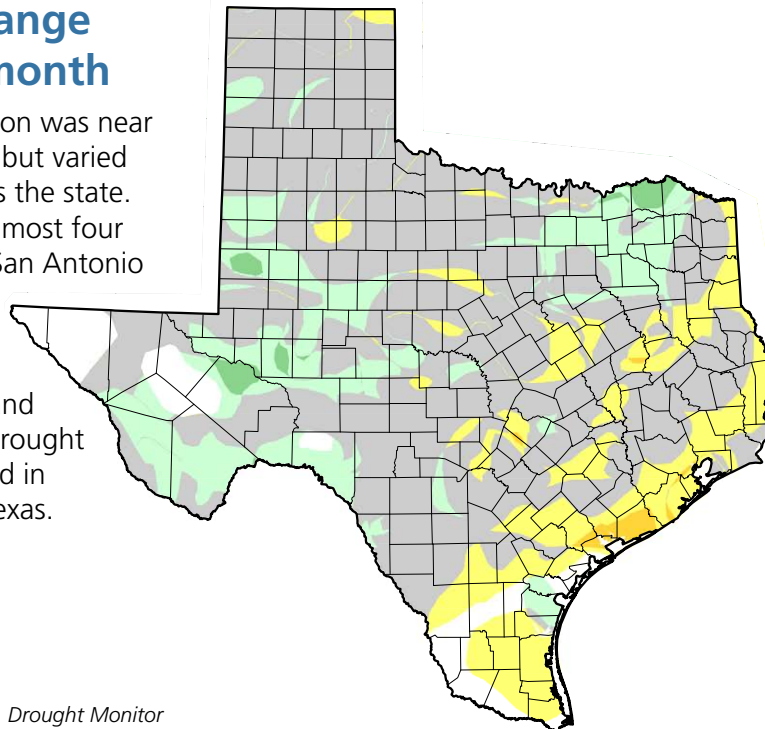 ange
month
on was near
but varied
s the state.
most four
San Antonio
nd
rought
d in
exas.
Drought Monitor